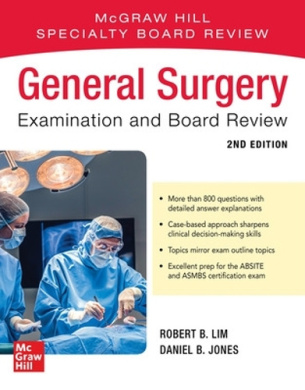 McGRAW HILL
SPECIALTY BOARD REVIEW
General Surgery
Examination and Board Review
2ND EDITION
• More than 800 questions with
detailed answer explanations
• Case-based approach sharpens
clinical decision-making skills
• Topics mirror exam outline topics
• Excellent prep for the ABSITE
and ASMBS certification exam
ROBERT B. LIM
DANIEL B. JONES
Mc
Graw
Hill